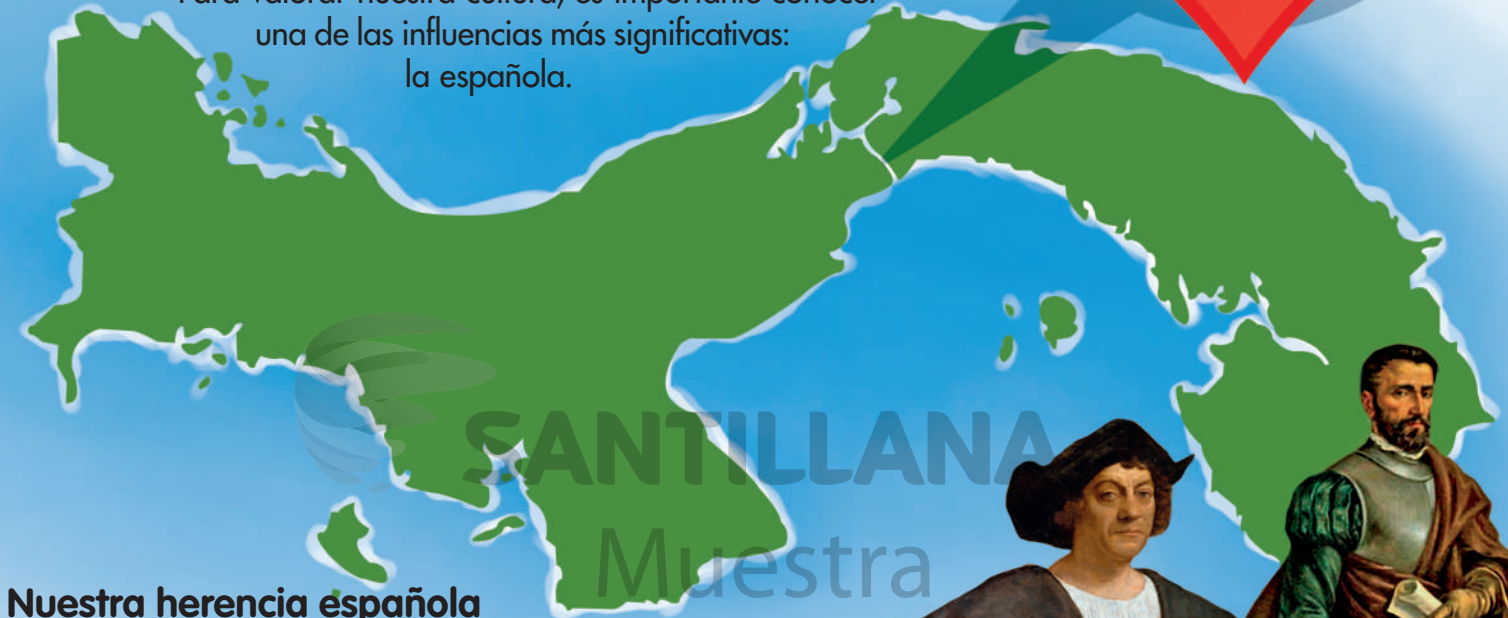 Para valorar nuestra cultura, es importante conocer
una de las influencias más significativas:
la española.
SANTILLANA
Muestra
Nuestra herencia española